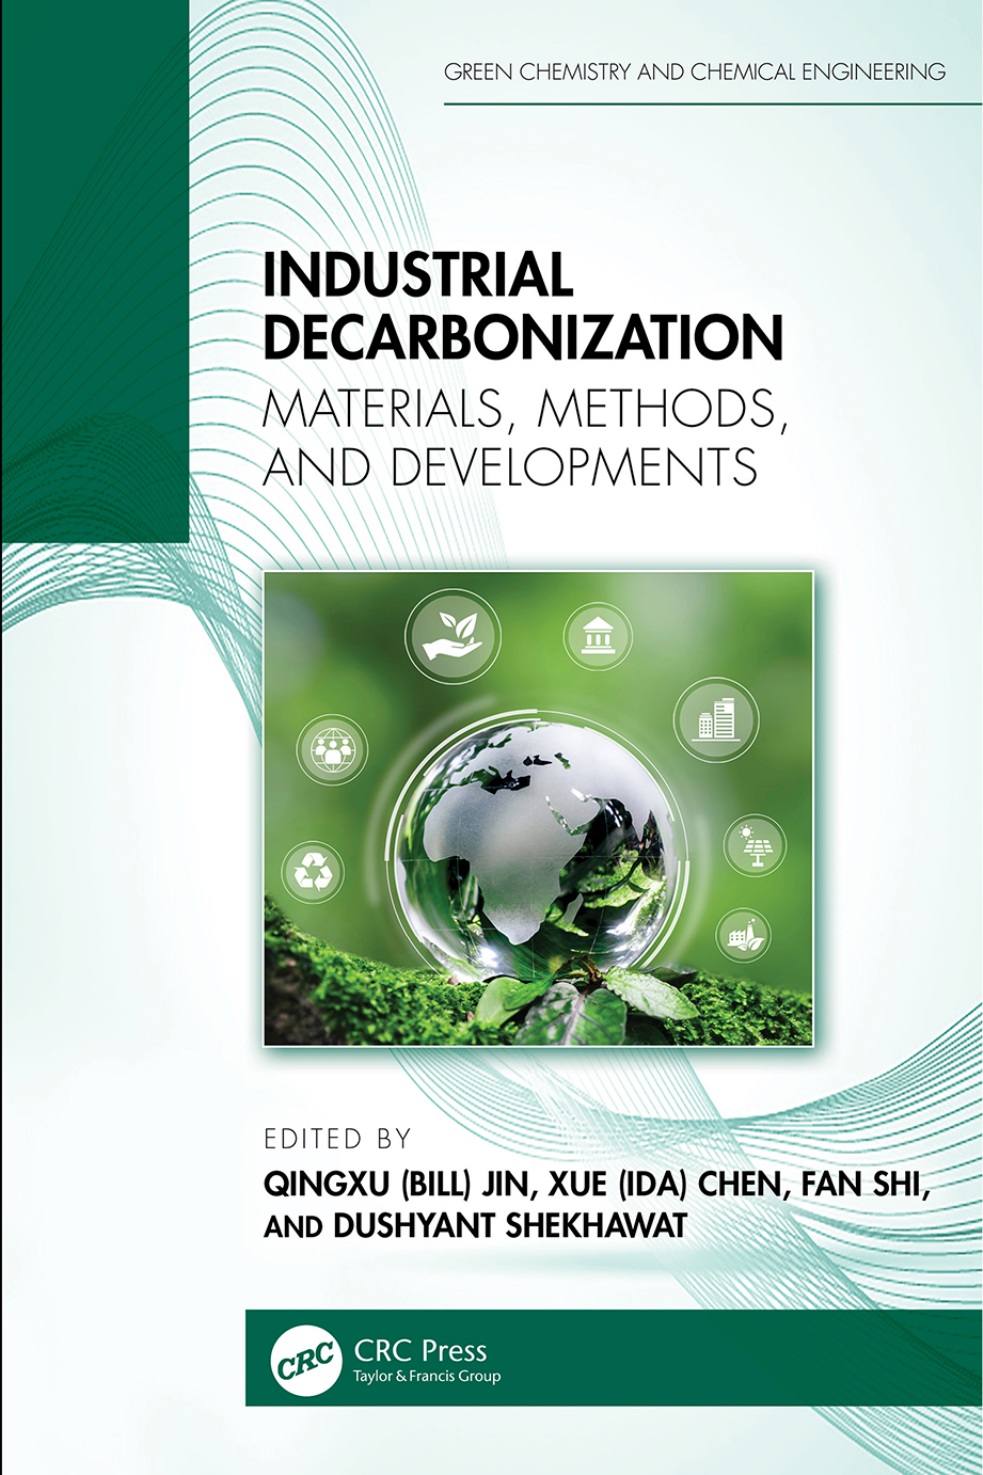 GREEN CHEMISTRY AND CHEMICAL ENGINEERING
INDUSTRIAL
DECARBONIZATION
MATERIALS, METHODS,
AND DEVELOPMENTS
EDITED BY
QINGXU (BILL) JIN, XUE (IDA) CHEN, FAN SHI,
AND DUSHYANT SHEKHAWAT
CRC
CRC Press
Taylor & Francis Group